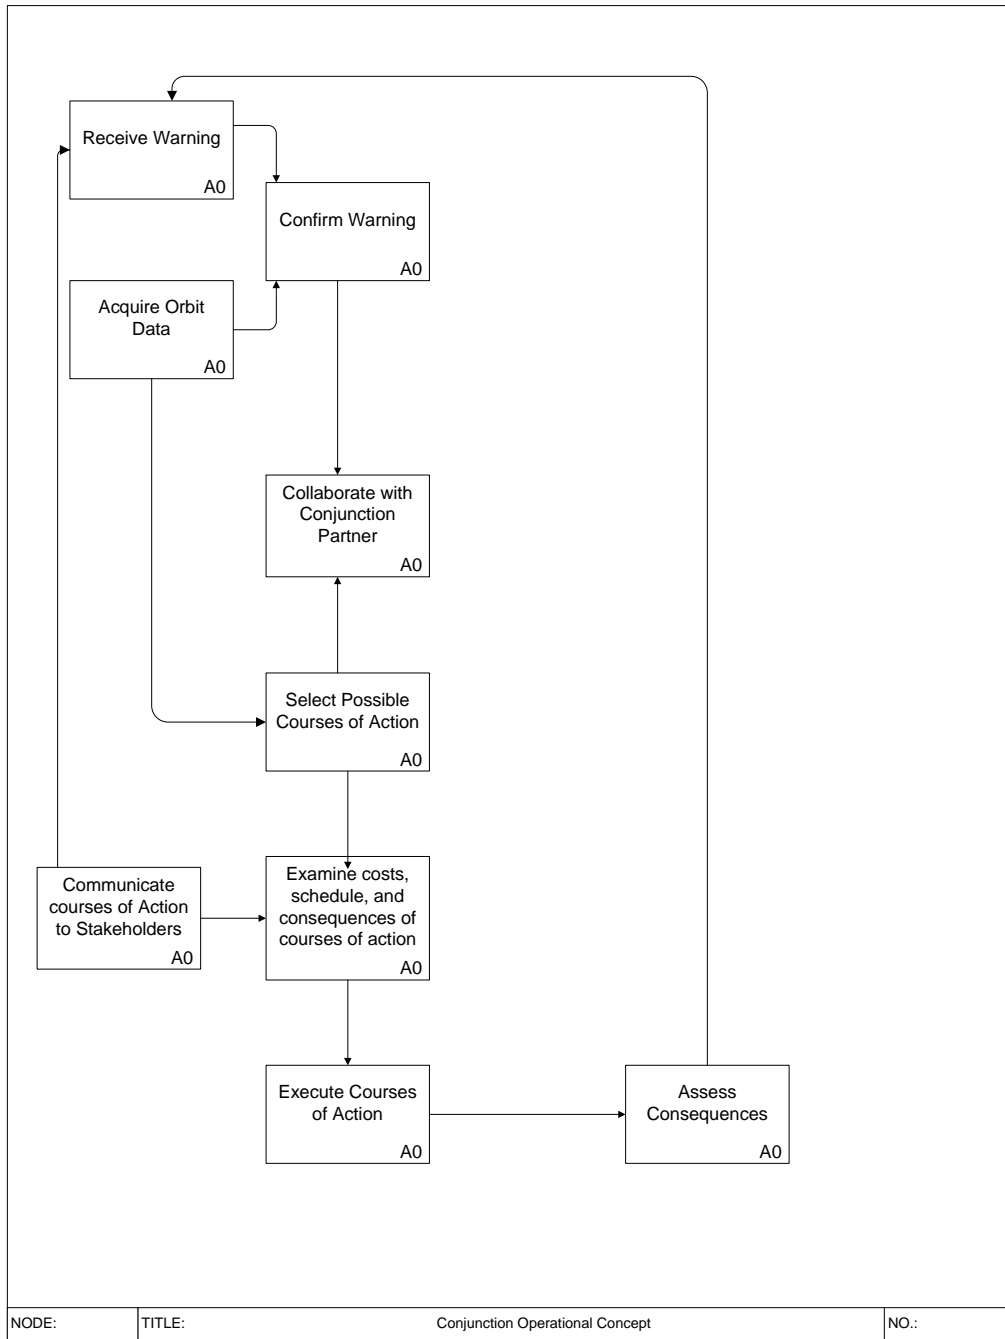 Receive Warning
A0
Confirm Warning
A0
Acquire Orbit
Data
A0
Collaborate with
Conjunction
Partner
A0
Select Possible
Courses of Action
A0
Communicate
courses of Action
to Stakeholders
A0
Examine costs,
schedule, and
consequences of
courses of action
A0
Execute Courses
of Action
A0
Assess
Consequences
A0
NODE:
TITLE:
Conjunction Operational Concept
NO.: